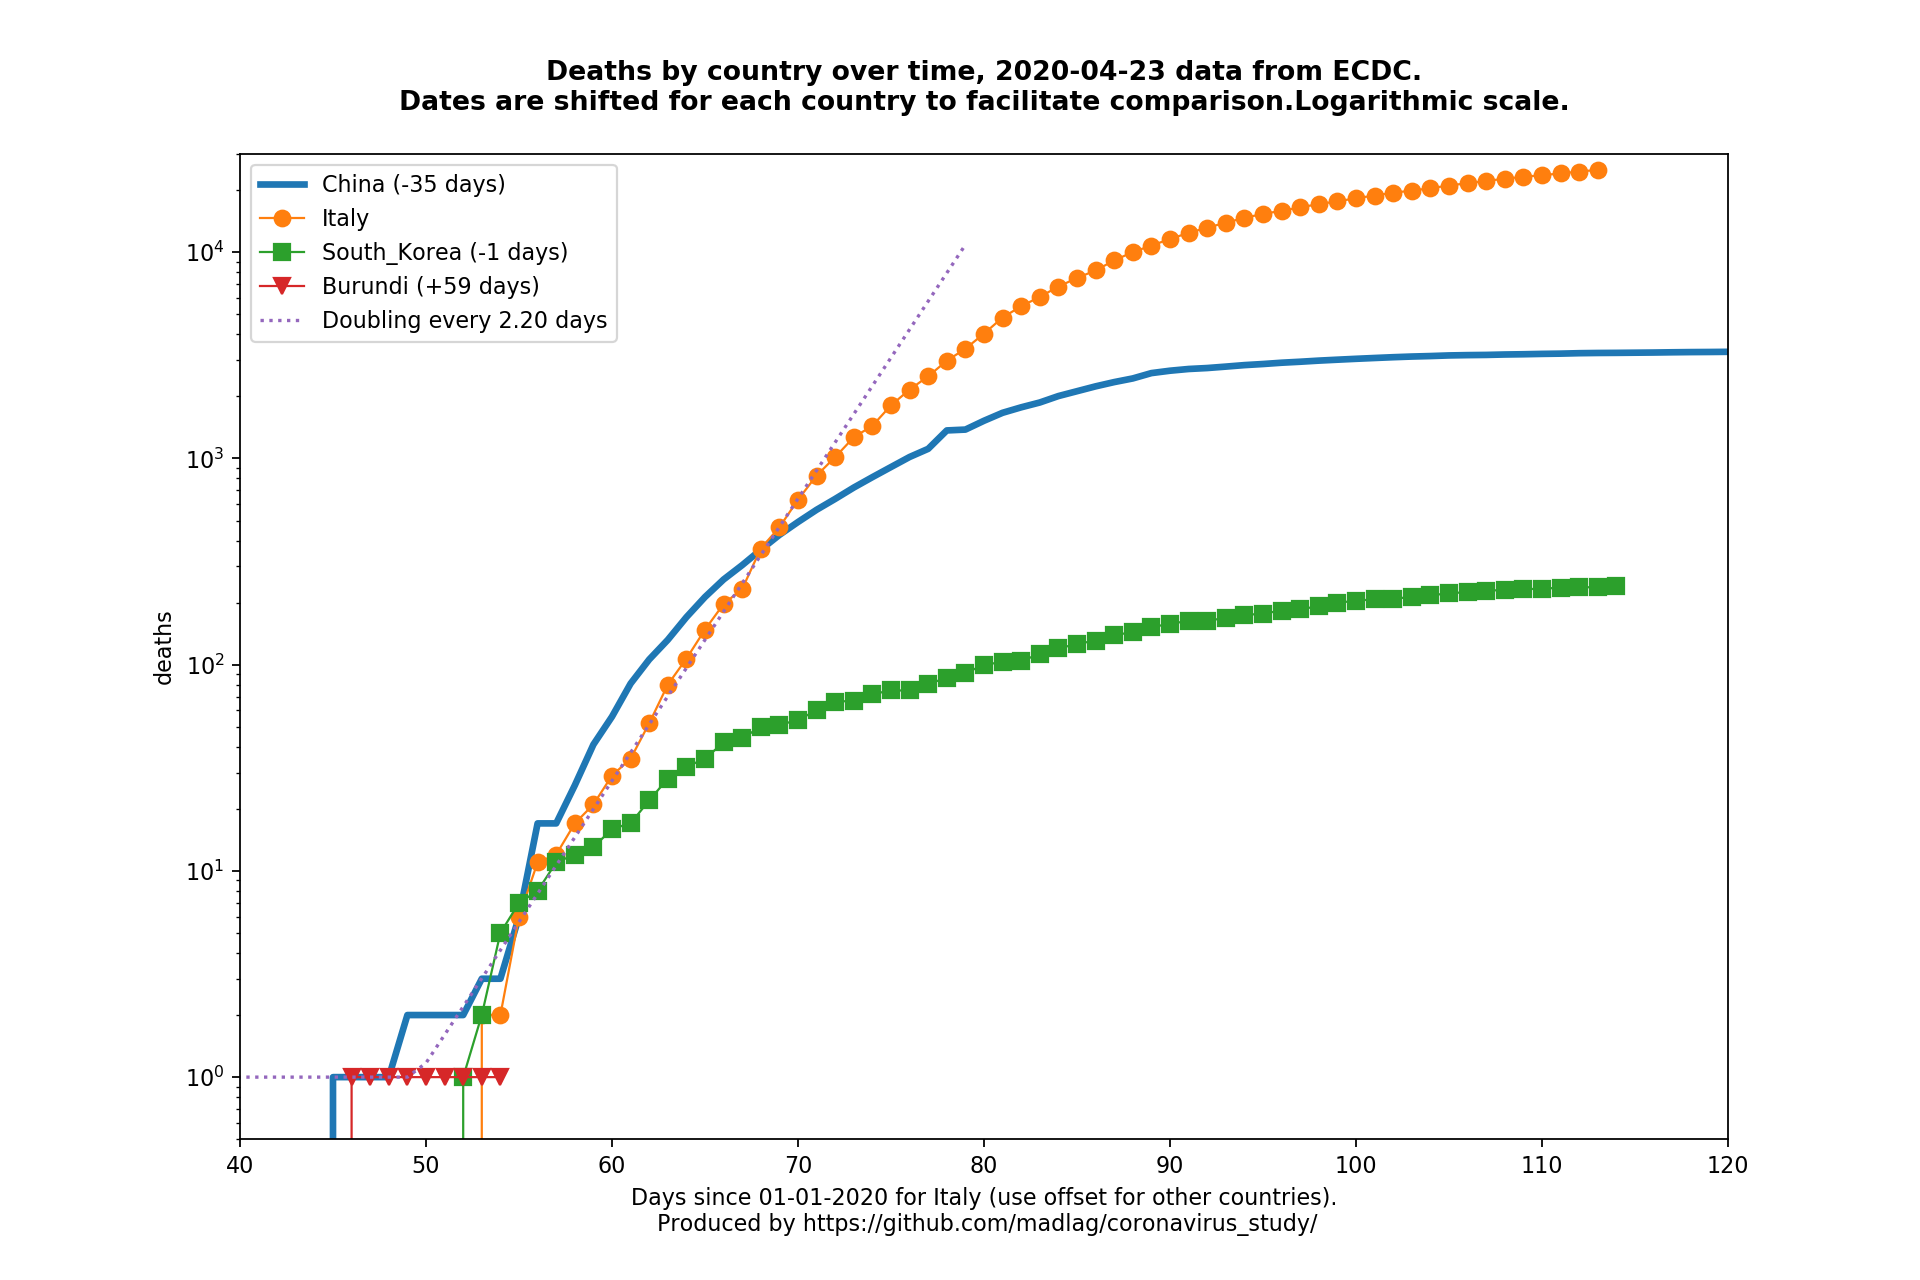 Deaths by country over time, 2020-04-23 data from ECDC.
Dates are shifted for each country to facilitate comparison.Logarithmic scale.
China (-35 days)
Italy
South_Korea (-1 days)
Burundi (+59 days)
Doubling every 2.20 days
10⁴
10³
10²
10¹
10⁰
deaths
40 50 60 70 80 90 100 110 120
Days since 01-01-2020 for Italy (use offset for other countries).
Produced by https://github.com/madlag/coronavirus_study/